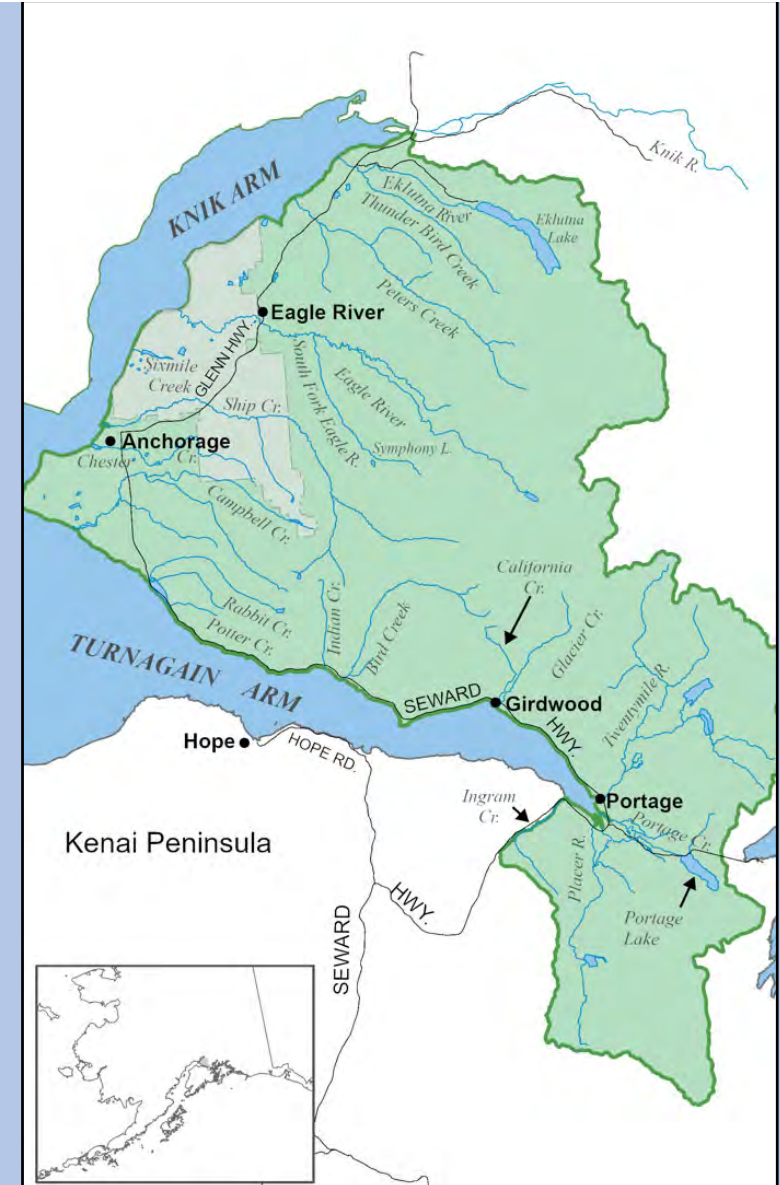 Knik R.
KNIK ARM
Eklutna River
Thunder Bird Creek
Eklutna
Lake
Peters Creek
Eagle River
GLENN HWY.
Sixmile
Creek
South Fork Eagle R.
Eagle River
Ship Cr.
Symphony L.
Anchorage
Chester Cr.
Campbell Cr.
California
Cr.
Rabbit Cr.
Potter Cr.
Indian Cr.
Bird Creek
Glacier Cr.
Twentymile R.
TURNAGAIN ARM
SEWARD HWY.
Girdwood
Hope
HOPE RD.
Ingram
Cr.
Portage
Portage Cr.
Kenai Peninsula
Placer R.
SEWARD HWY.
Portage
Lake